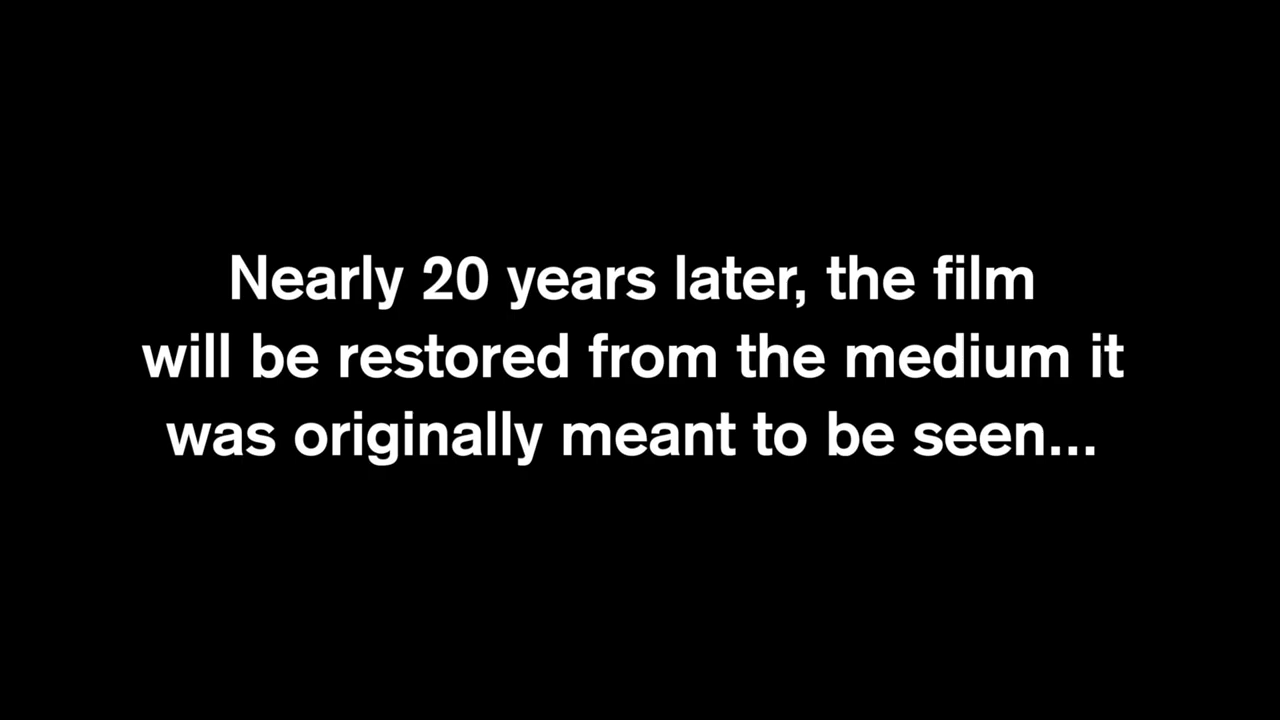 Nearly 20 years later, the film
will be restored from the medium it
was originally meant to be seen...